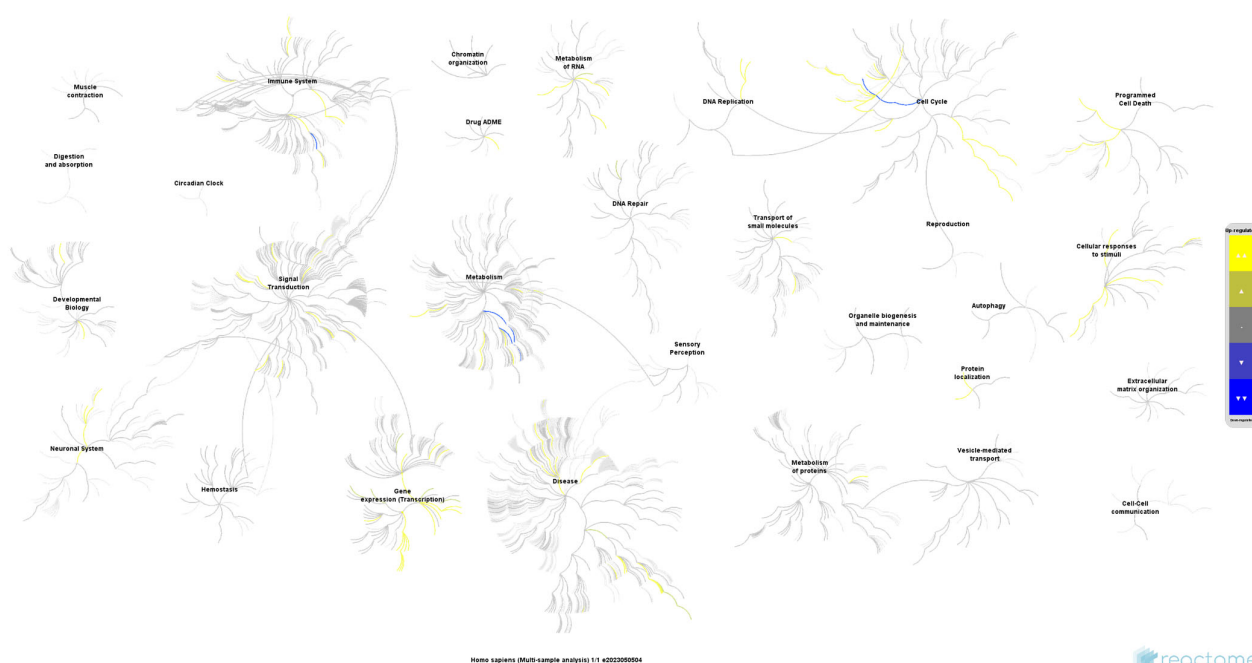 Immune System
Chromatin
organization
Metabolism
of RNA
Muscle
contraction
DNA Replication
Cell Cycle
Programmed
Cell Death
Drug ADME
Digestion
and absorption
Circadian Clock
DNA Repair
Transport of
small molecules
Reproduction
Cellular responses
to stimuli
Signal
Transduction
Metabolism
Developmental
Biology
Autophagy
Organelle biogenesis
and maintenance
Sensory
Perception
Protein
localization
Extracellular
matrix organization
Neuronal System
Hemostasis
Gene
expression (Transcription)
Disease
Metabolism
of proteins
Vesicle-mediated
transport
Cell-Cell
communication
Homo sapiens (Multi-sample analysis) 1/1 e2023050504
reactome